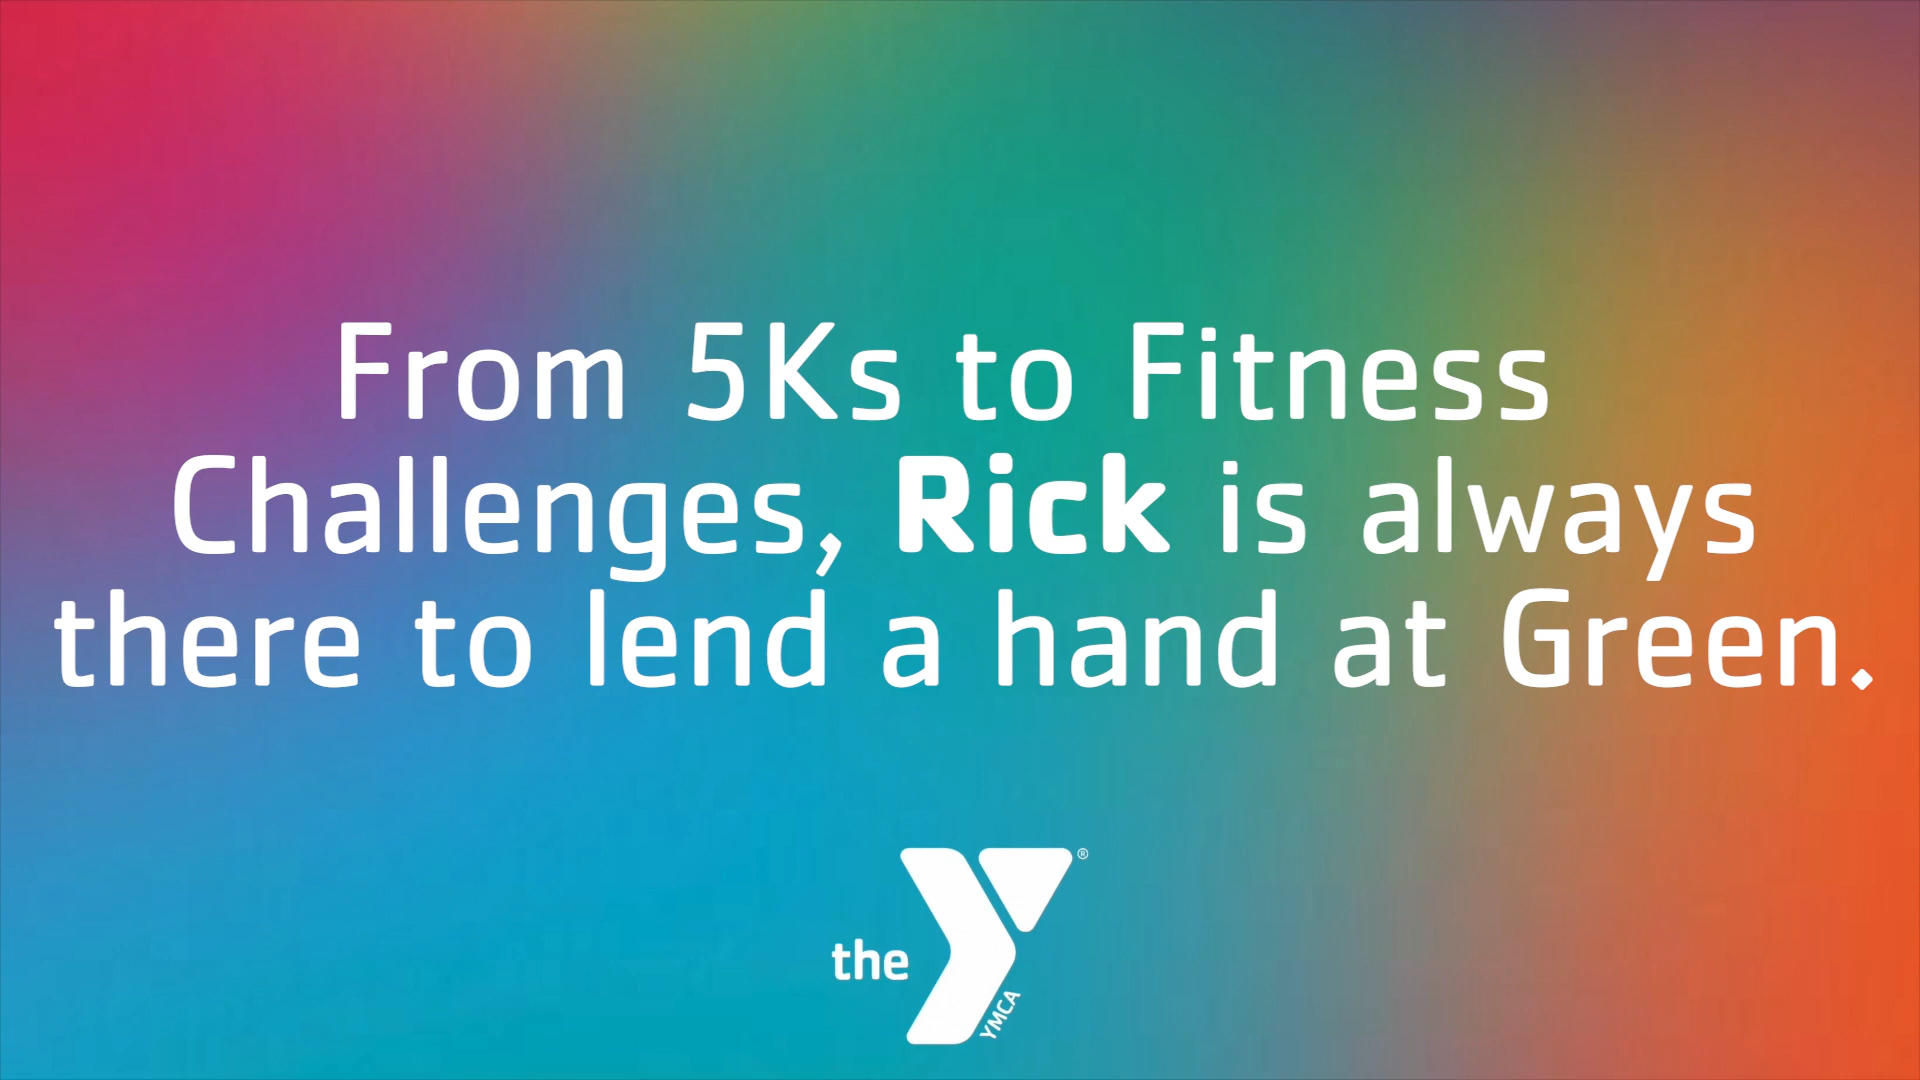 From 5Ks to Fitness
Challenges, Rick is always
there to lend a hand at Green.
the
Y®
YMCA